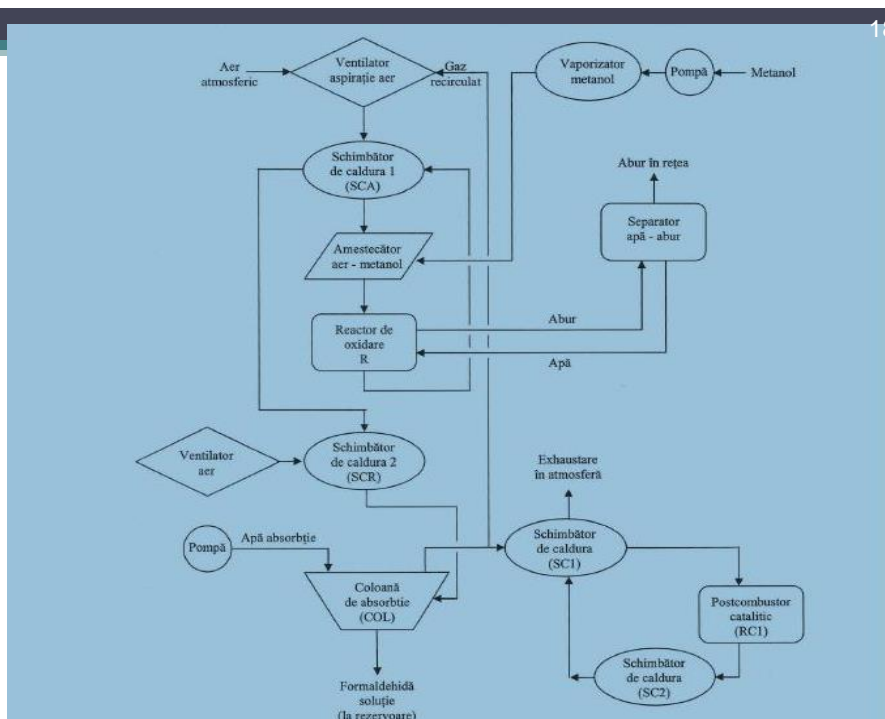 18
Aer
atmosferic
Ventilator
aspirație aer
Gaz
recirculat
Vaporizator
metanol
Pompă
Metanol
Schimbător
de caldura 1
(SCA)
Abur în rețea
Separator
apă - abur
Amestecător
aer - metanol
Reactor de
oxidare
R
Abur
Apă
Ventilator
aer
Schimbător
de caldura 2
(SCR)
Exhaustare
în atmosferă
Pompă
Apă absorbție
Schimbător
de caldura
(SC1)
Coloană
de absorbtie
(COL)
Postcombustor
catalitic
(RC1)
Schimbător
de caldura
(SC2)
Formaldehidă
soluție
(la rezervoare)